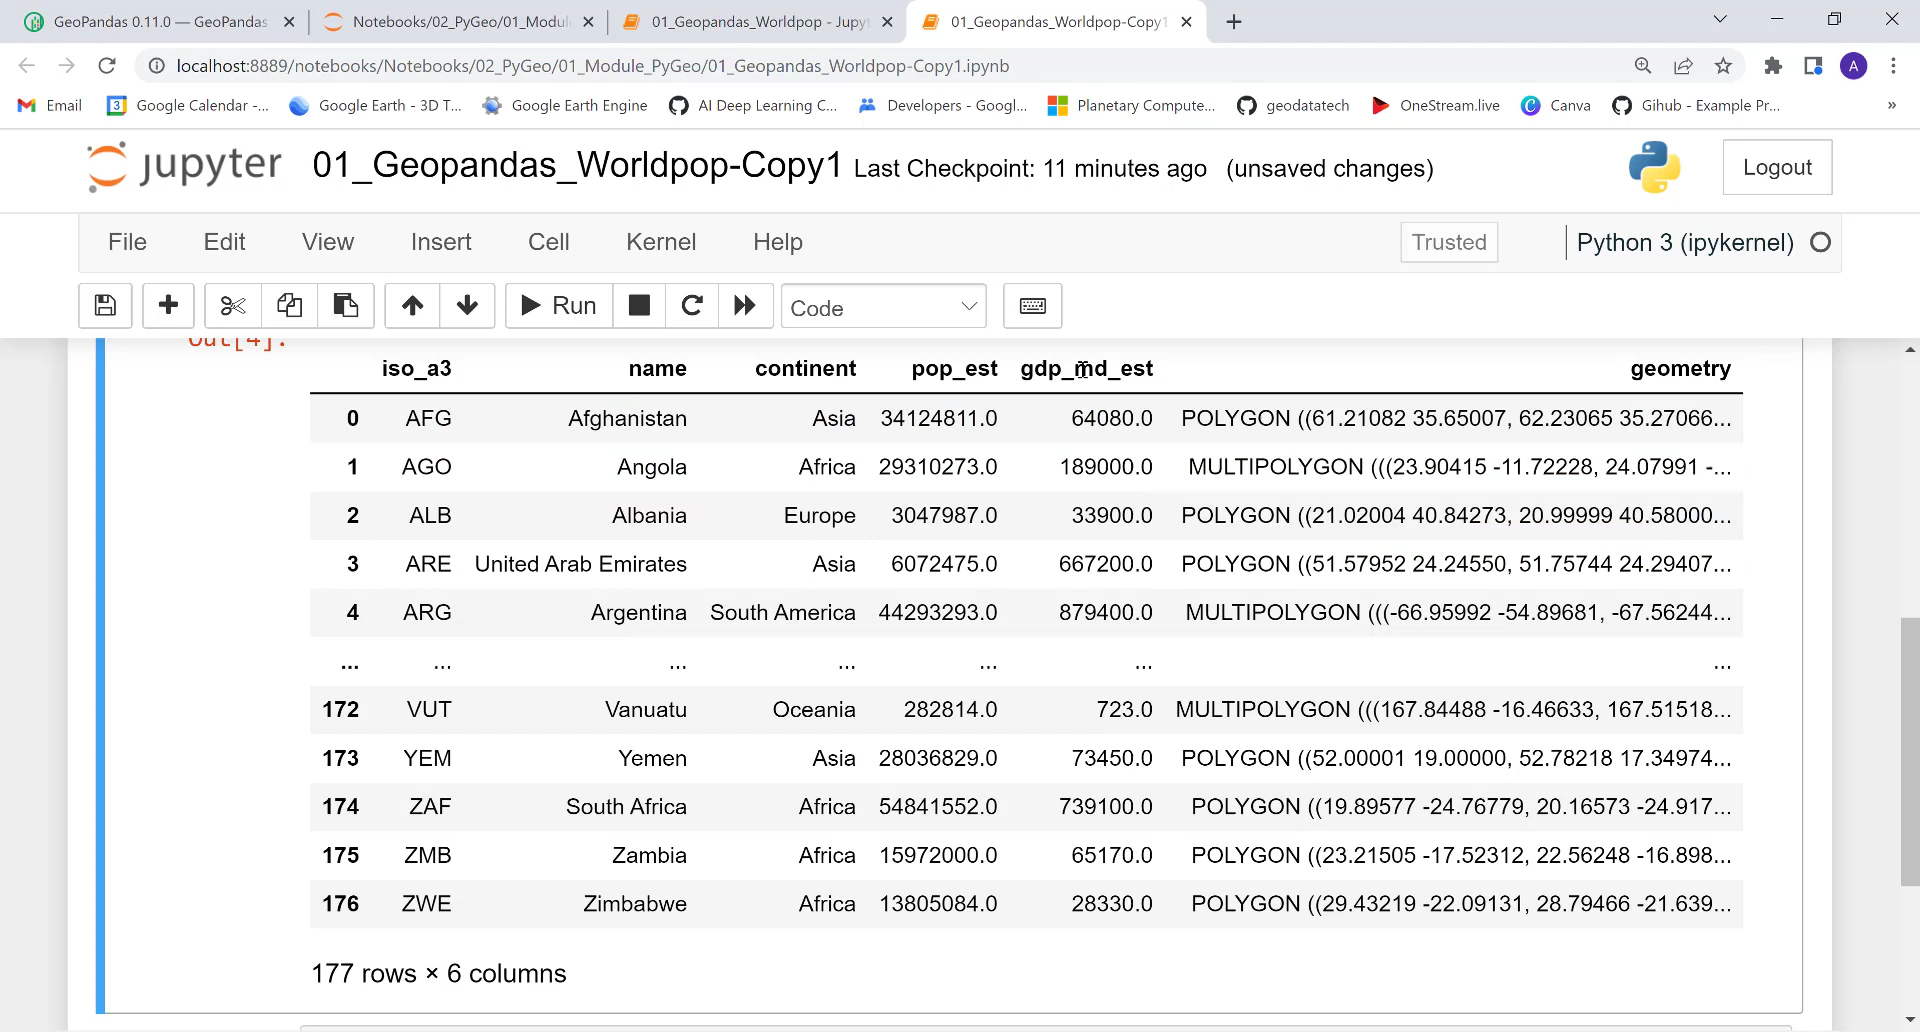 GeoPandas 0.11.0 — GeoPandas
Notebooks/02_PyGeo/01_Modul
01_Geopandas_Worldpop - Jupyt
01_Geopandas_Worldpop-Copy1
localhost:8889/notebooks/Notebooks/02_PyGeo/01_Module_PyGeo/01_Geopandas_Worldpop-Copy1.ipynb
A
Email
3
Google Calendar -...
Google Earth - 3D T...
Google Earth Engine
AI Deep Learning C...
Developers - Googl...
Planetary Compute...
geodatatech
OneStream.live
Canva
Gihub - Example Pr...
»
jupyter
01_Geopandas_Worldpop-Copy1
Last Checkpoint: 11 minutes ago
(unsaved changes)
Logout
File
Edit
View
Insert
Cell
Kernel
Help
Trusted
Python 3 (ipykernel)
Run
Code
Out[4]:
iso_a3 name continent pop_est gdp_md_est geometry
0 AFG Afghanistan Asia 34124811.0 64080.0 POLYGON ((61.21082 35.65007, 62.23065 35.27066...
1 AGO Angola Africa 29310273.0 189000.0 MULTIPOLYGON (((23.90415 -11.72228, 24.07991 -...
2 ALB Albania Europe 3047987.0 33900.0 POLYGON ((21.02004 40.84273, 20.99999 40.58000...
3 ARE United Arab Emirates Asia 6072475.0 667200.0 POLYGON ((51.57952 24.24550, 51.75744 24.29407...
4 ARG Argentina South America 44293293.0 879400.0 MULTIPOLYGON (((-66.95992 -54.89681, -67.56244...
... ... ... ... ... ... ...
172 VUT Vanuatu Oceania 282814.0 723.0 MULTIPOLYGON (((167.84488 -16.46633, 167.51518...
173 YEM Yemen Asia 28036829.0 73450.0 POLYGON ((52.00001 19.00000, 52.78218 17.34974...
174 ZAF South Africa Africa 54841552.0 739100.0 POLYGON ((19.89577 -24.76779, 20.16573 -24.917...
175 ZMB Zambia Africa 15972000.0 65170.0 POLYGON ((23.21505 -17.52312, 22.56248 -16.898...
176 ZWE Zimbabwe Africa 13805084.0 28330.0 POLYGON ((29.43219 -22.09131, 28.79466 -21.639...
177 rows × 6 columns